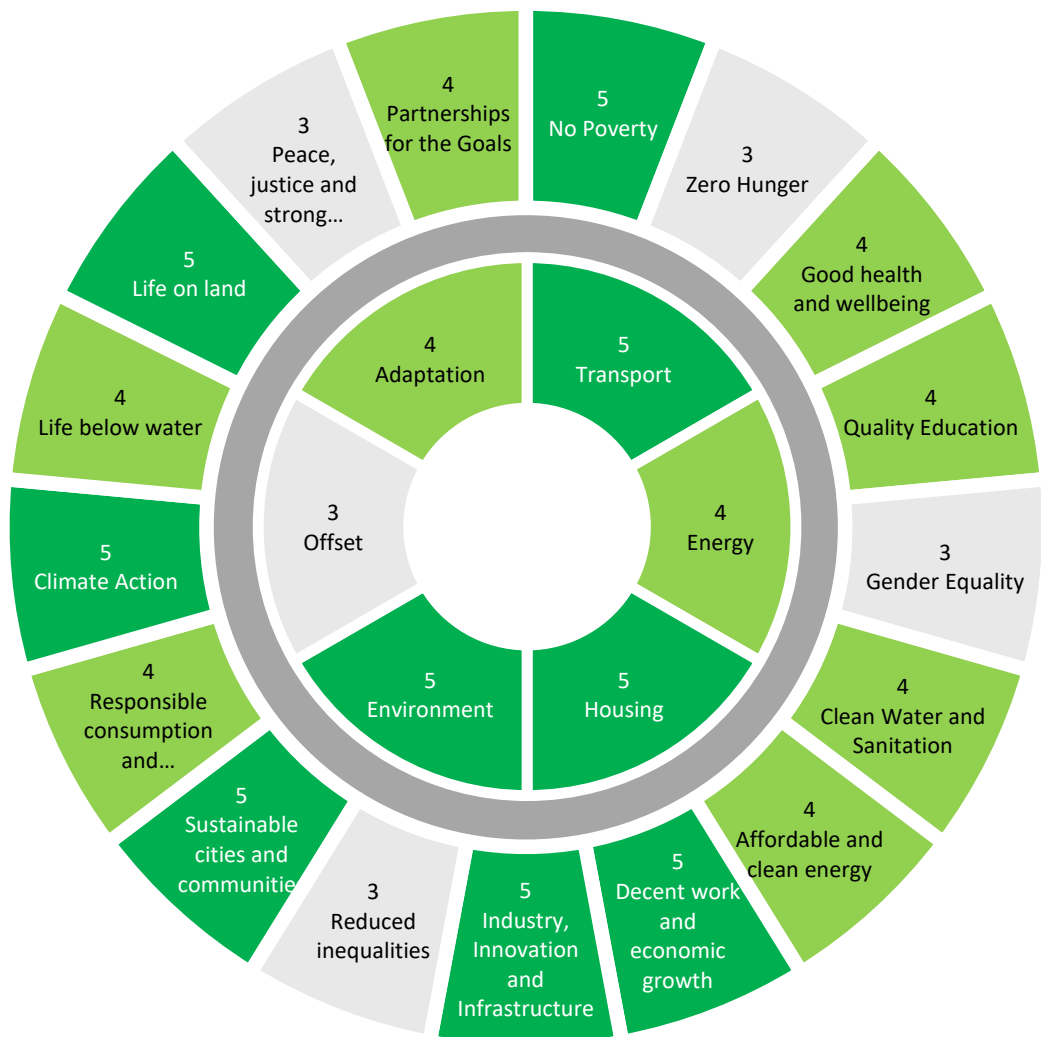 5
No Poverty
3
Zero Hunger
4
Good health
and wellbeing
4
Quality Education
3
Gender Equality
4
Clean Water and
Sanitation
4
Affordable and
clean energy
5
Decent work
and
economic
growth
5
Industry,
Innovation
and
Infrastructure
3
Reduced
inequalities
5
Sustainable
cities and
communitie
4
Responsible
consumption
and...
5
Climate Action
4
Life below water
5
Life on land
3
Peace,
justice and
strong...
4
Partnerships
for the Goals
5
Transport
4
Energy
5
Housing
5
Environment
3
Offset
4
Adaptation